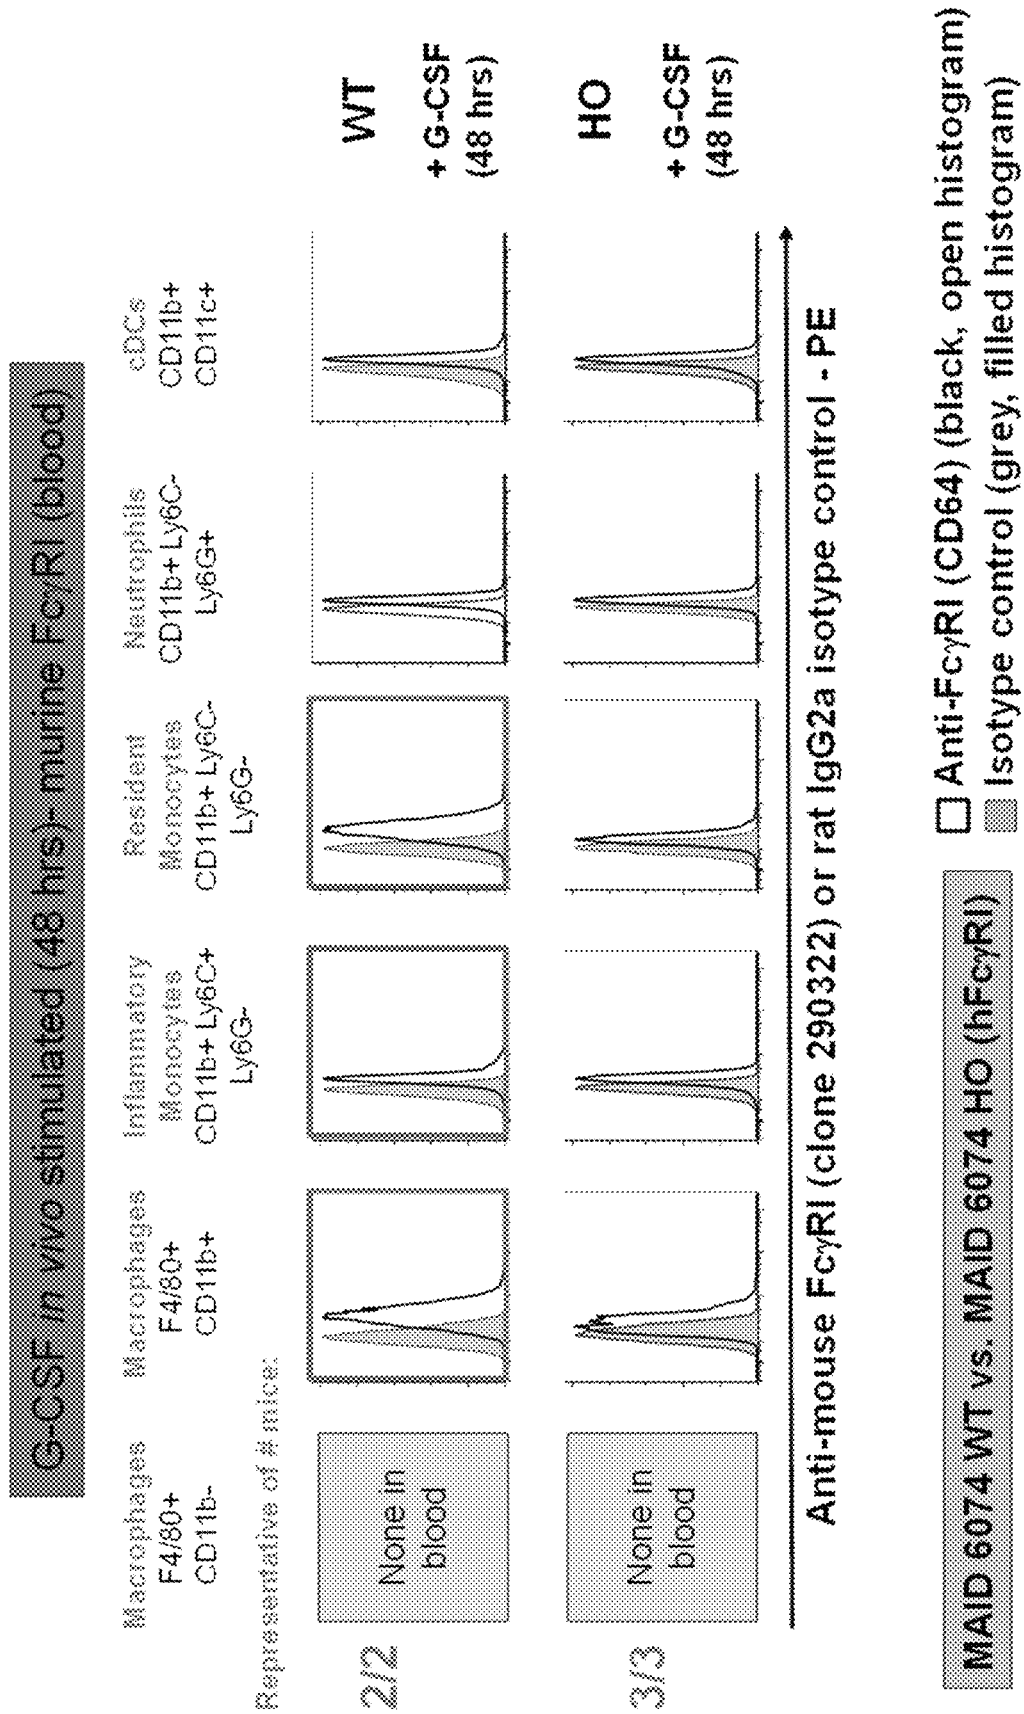 G-CSF in vivo stimulated (48 hrs)- murine FcγRI (blood)
Macrophages
F4/80+
CD11b-
Macrophages
F4/80+
CD11b+
Inflammatory
Monocytes
CD11b+ Ly6C+
Ly6G-
Resident
Monocytes
CD11b+ Ly6C-
Ly6G-
Neutrophils
CD11b+ Ly6C-
Ly6G+
cDCs
CD11b+
CD11c+
Representative of # mice:
2/2
None in
blood
WT
+ G-CSF
(48 hrs)
3/3
None in
blood
HO
+ G-CSF
(48 hrs)
Anti-mouse FcγRI (clone 290322) or rat IgG2a isotype control - PE
MAID 6074 WT vs. MAID 6074 HO (hFcγRI)
Anti-FcγRI (CD64) (black, open histogram)
Isotype control (grey, filled histogram)